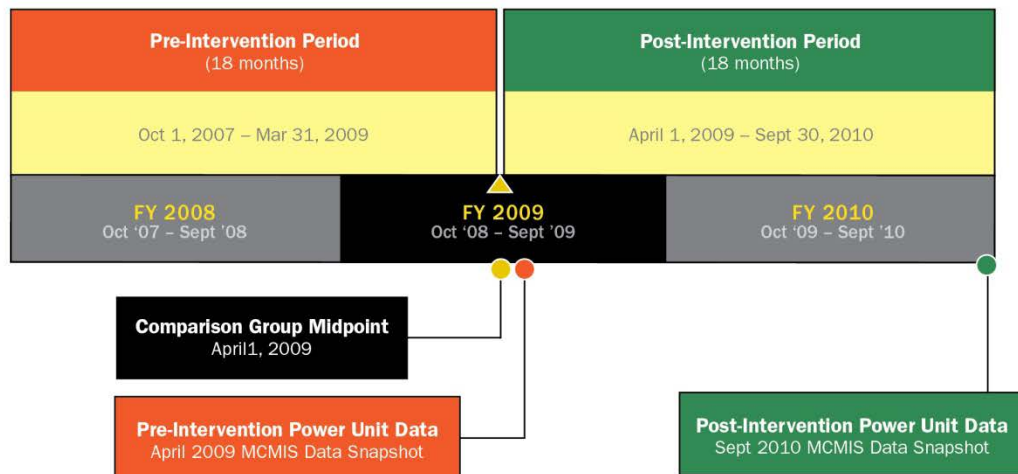 Pre-Intervention Period
(18 months)
Post-Intervention Period
(18 months)
Oct 1, 2007 – Mar 31, 2009
April 1, 2009 – Sept 30, 2010
FY 2008
Oct ‘07 – Sept ’08
FY 2009
Oct ‘08 – Sept ’09
FY 2010
Oct ‘09 – Sept ’10
Comparison Group Midpoint
April1, 2009
Pre-Intervention Power Unit Data
April 2009 MCMIS Data Snapshot
Post-Intervention Power Unit Data
Sept 2010 MCMIS Data Snapshot